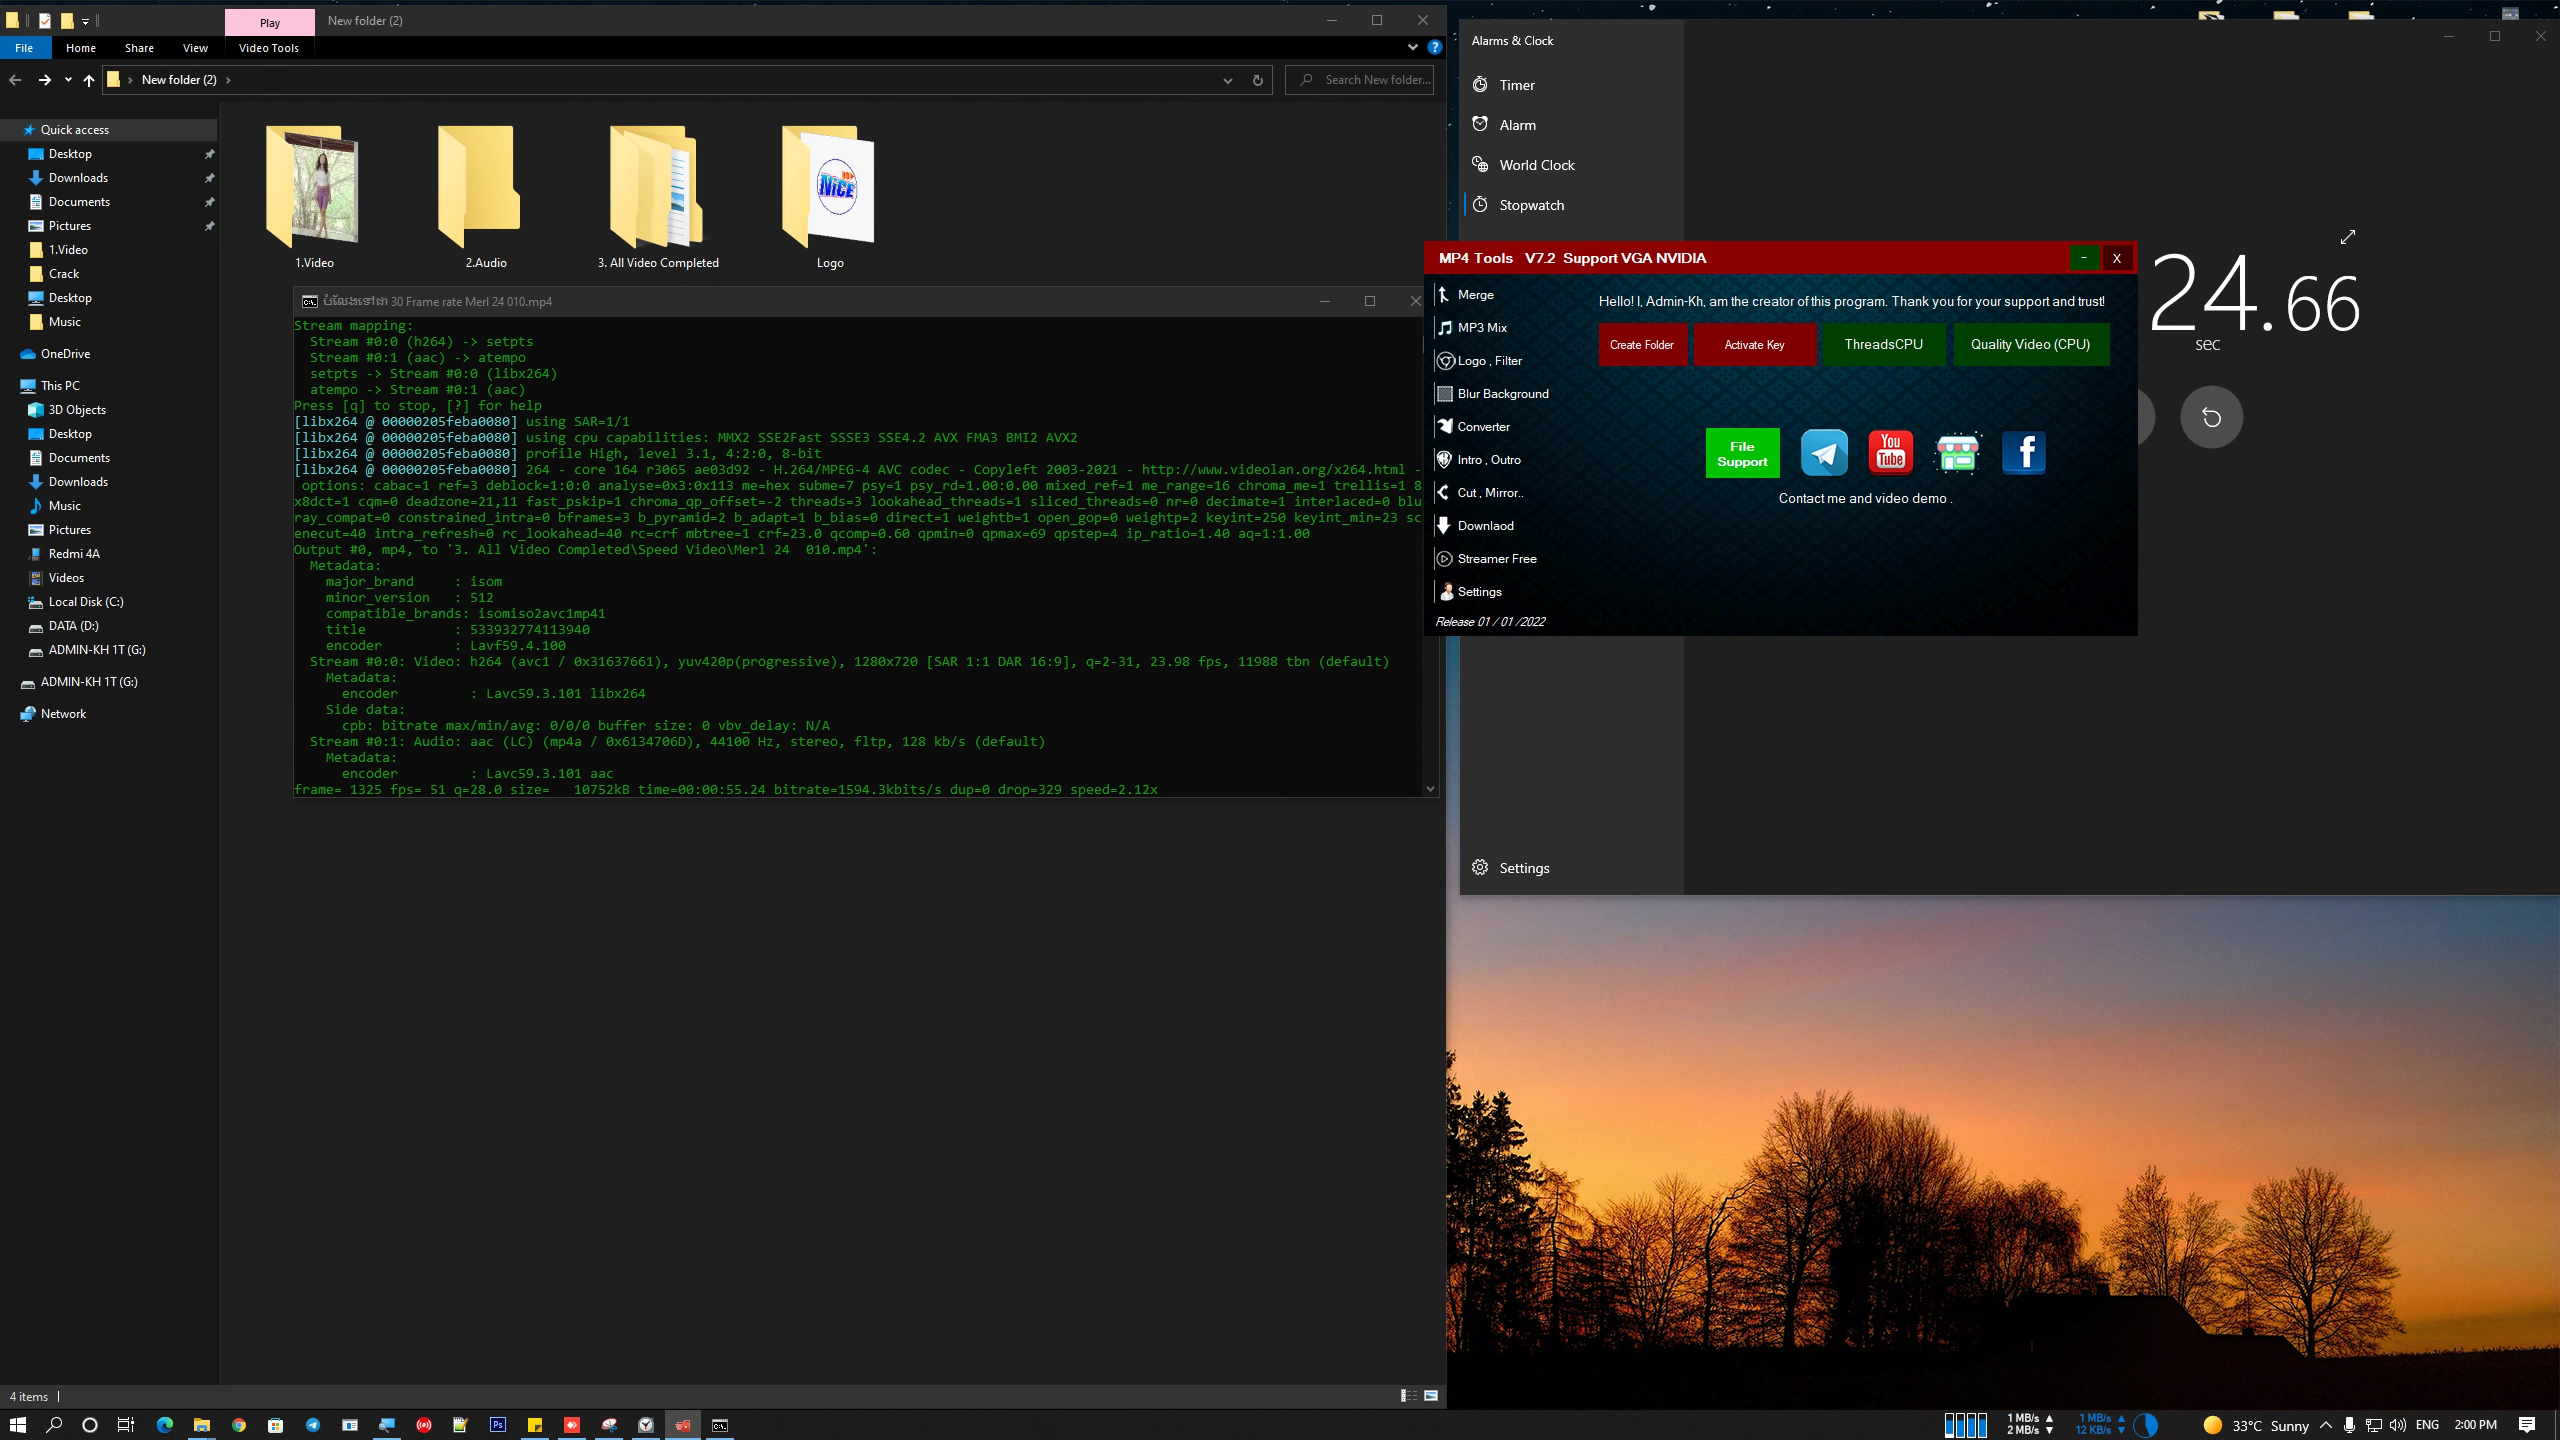 Play
New folder (2)
File
Home
Share
View
Video Tools
New folder (2)
Search New folder...
Quick access
Desktop
Downloads
Documents
Pictures
1.Video
Crack
Desktop
Music
OneDrive
This PC
3D Objects
Desktop
Documents
Downloads
Music
Pictures
Redmi 4A
Videos
Local Disk (C:)
DATA (D:)
ADMIN-KH 1T (G:)
ADMIN-KH 1T (G:)
Network
NiCE
1.Video
2.Audio
3. All Video Completed
Logo
បំលែងទៅជា 30 Frame rate Merl 24 010.mp4
Stream mapping:
Stream #0:0 (h264) -> setpts
Stream #0:1 (aac) -> atempo
setpts -> Stream #0:0 (libx264)
atempo -> Stream #0:1 (aac)
Press [q] to stop, [?] for help
[libx264 @ 00000205feba0080] using SAR=1/1
[libx264 @ 00000205feba0080] using cpu capabilities: MMX2 SSE2Fast SSSE3 SSE4.2 AVX FMA3 BMI2 AVX2
[libx264 @ 00000205feba0080] profile High, level 3.1, 4:2:0, 8-bit
[libx264 @ 00000205feba0080] 264 - core 164 r3065 ae03d92 - H.264/MPEG-4 AVC codec - Copyleft 2003-2021 - http://www.videolan.org/x264.html -
options: cabac=1 ref=3 deblock=1:0:0 analyse=0x3:0x113 me=hex subme=7 psy=1 psy_rd=1.00:0.00 mixed_ref=1 me_range=16 chroma_me=1 trellis=1 8
x8dct=1 cqm=0 deadzone=21,11 fast_pskip=1 chroma_qp_offset=-2 threads=3 lookahead_threads=1 sliced_threads=0 nr=0 decimate=1 interlaced=0 blu
ray_compat=0 constrained_intra=0 bframes=3 b_pyramid=2 b_adapt=1 b_bias=0 direct=1 weightb=1 open_gop=0 weightp=2 keyint=250 keyint_min=23 sc
enecut=40 intra_refresh=0 rc_lookahead=40 rc=crf mbtree=1 crf=23.0 qcomp=0.60 qpmin=0 qpmax=69 qpstep=4 ip_ratio=1.40 aq=1:1.00
Output #0, mp4, to '3. All Video Completed\Speed Video\Merl 24  010.mp4':
Metadata:
major_brand     : isom
minor_version   : 512
compatible_brands: isomiso2avc1mp41
title           : 533932774113940
encoder         : Lavf59.4.100
Stream #0:0: Video: h264 (avc1 / 0x31637661), yuv420p(progressive), 1280x720 [SAR 1:1 DAR 16:9], q=2-31, 23.98 fps, 11988 tbn (default)
Metadata:
encoder         : Lavc59.3.101 libx264
Side data:
cpb: bitrate max/min/avg: 0/0/0 buffer size: 0 vbv_delay: N/A
Stream #0:1: Audio: aac (LC) (mp4a / 0x6134706D), 44100 Hz, stereo, fltp, 128 kb/s (default)
Metadata:
encoder         : Lavc59.3.101 aac
frame= 1325 fps= 51 q=28.0 size=   10752kB time=00:00:55.24 bitrate=1594.3kbits/s dup=0 drop=329 speed=2.12x
4 items
Alarms & Clock
Timer
Alarm
World Clock
Stopwatch
24.66
sec
Settings
MP4 Tools   V7.2  Support VGA NVIDIA
-
X
Merge
MP3 Mix
Logo , Filter
Blur Background
Converter
Intro , Outro
Cut , Mirror..
Downlaod
Streamer Free
Settings
Release 01 / 01 /2022
Hello! I, Admin-Kh, am the creator of this program. Thank you for your support and trust!
Create Folder
Activate Key
ThreadsCPU
Quality Video (CPU)
File
Support
You
Tube
Contact me and video demo .
Ps
1 MB/s
2 MB/s
1 MB/s
12 KB/s
33°C
Sunny
ENG
2:00 PM